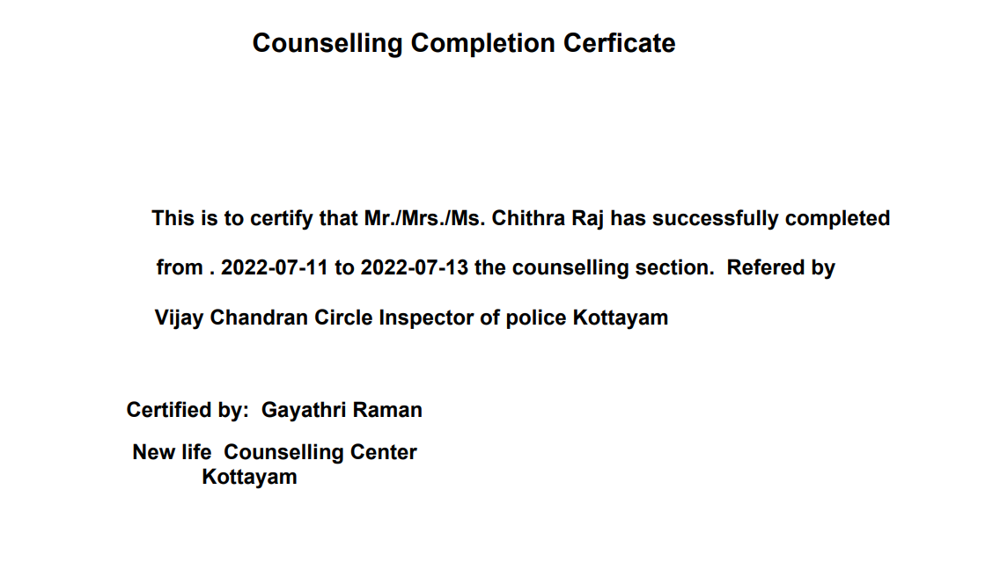 Counselling Completion Cerficate
This is to certify that Mr./Mrs./Ms. Chithra Raj has successfully completed
from . 2022-07-11 to 2022-07-13 the counselling section. Refered by
Vijay Chandran Circle Inspector of police Kottayam
Certified by: Gayathri Raman
New life Counselling Center
Kottayam